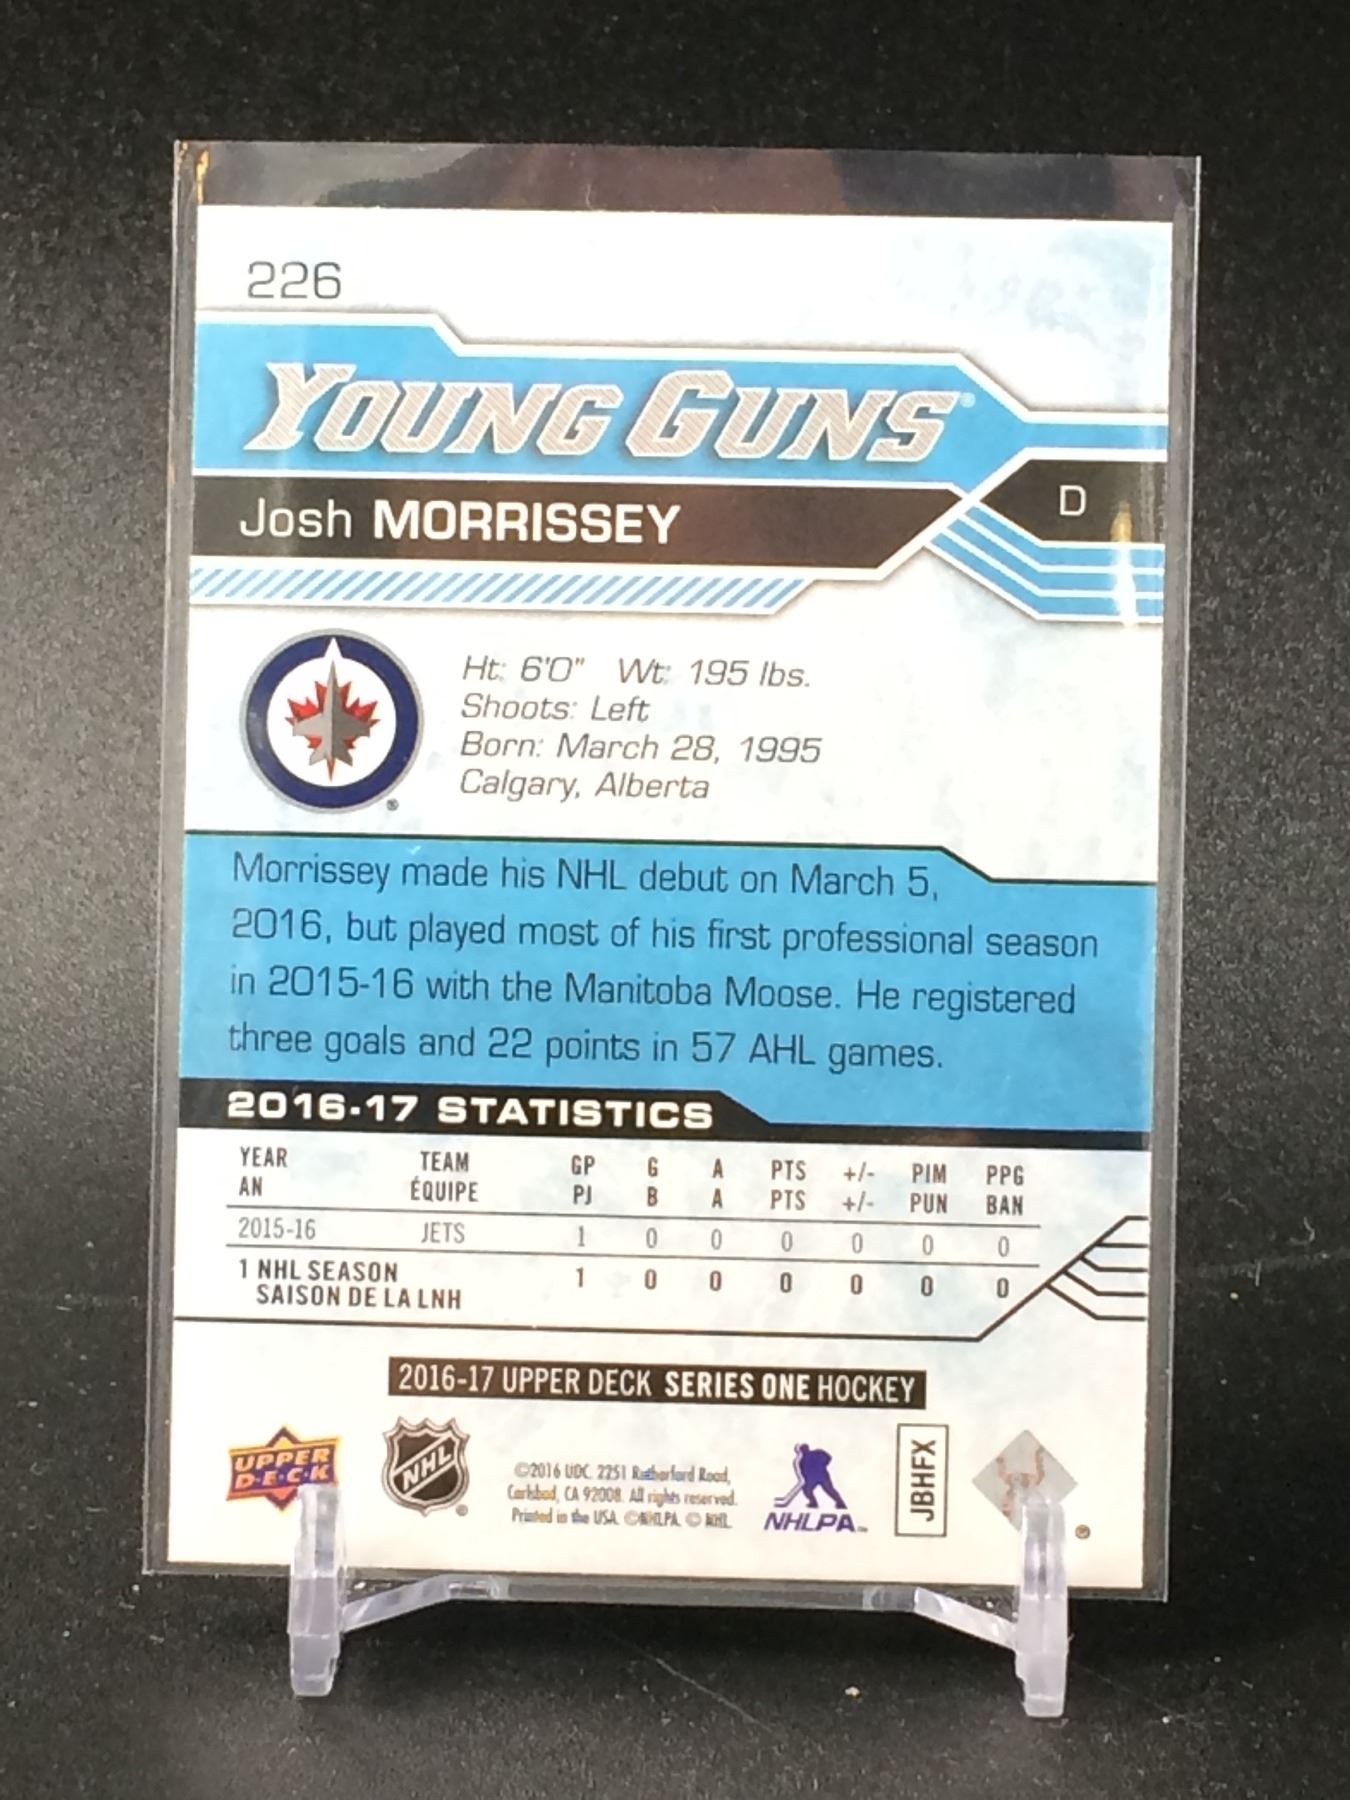 226
YOUNG GUNS®
Josh MORRISSEY
D
Ht: 6'0" Wt: 195 lbs.
Shoots: Left
Born: March 28, 1995
Calgary, Alberta
®
Morrissey made his NHL debut on March 5,
2016, but played most of his first professional season
in 2015-16 with the Manitoba Moose. He registered
three goals and 22 points in 57 AHL games.
2016-17 STATISTICS
YEAR TEAM GP G A PTS +/- PIM PPG
AN ÉQUIPE PJ B A PTS +/- PUN BAN
2015-16 JETS 1 0 0 0 0 0 0
1 NHL SEASON 1 0 0 0 0 0 0
SAISON DE LA LNH
2016-17 UPPER DECK SERIES ONE HOCKEY
UPPER
D·E·C·K
NHL
®
©2016 UDC. 2251 Rutherford Road,
Carlsbad, CA 92008. All rights reserved.
Printed in the USA. ©NHLPA. © NHL.
NHLPA™
JBHFX
®